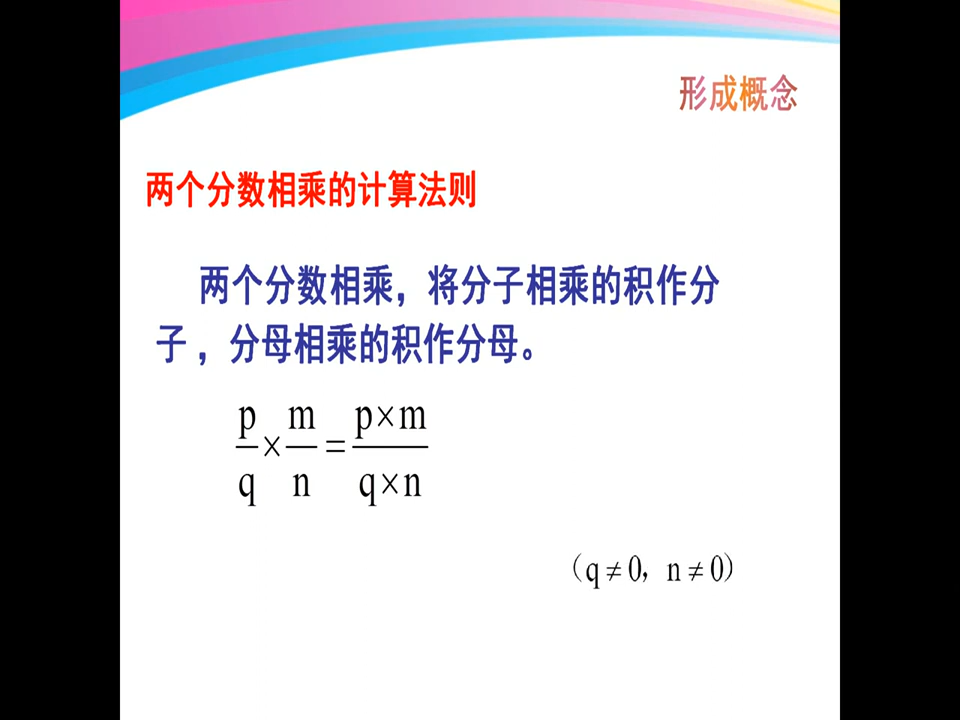 形成概念
两个分数相乘的计算法则
两个分数相乘，将分子相乘的积作分
子，分母相乘的积作分母。
p/q × m/n = p×m/q×n
（q ≠ 0，n ≠ 0）